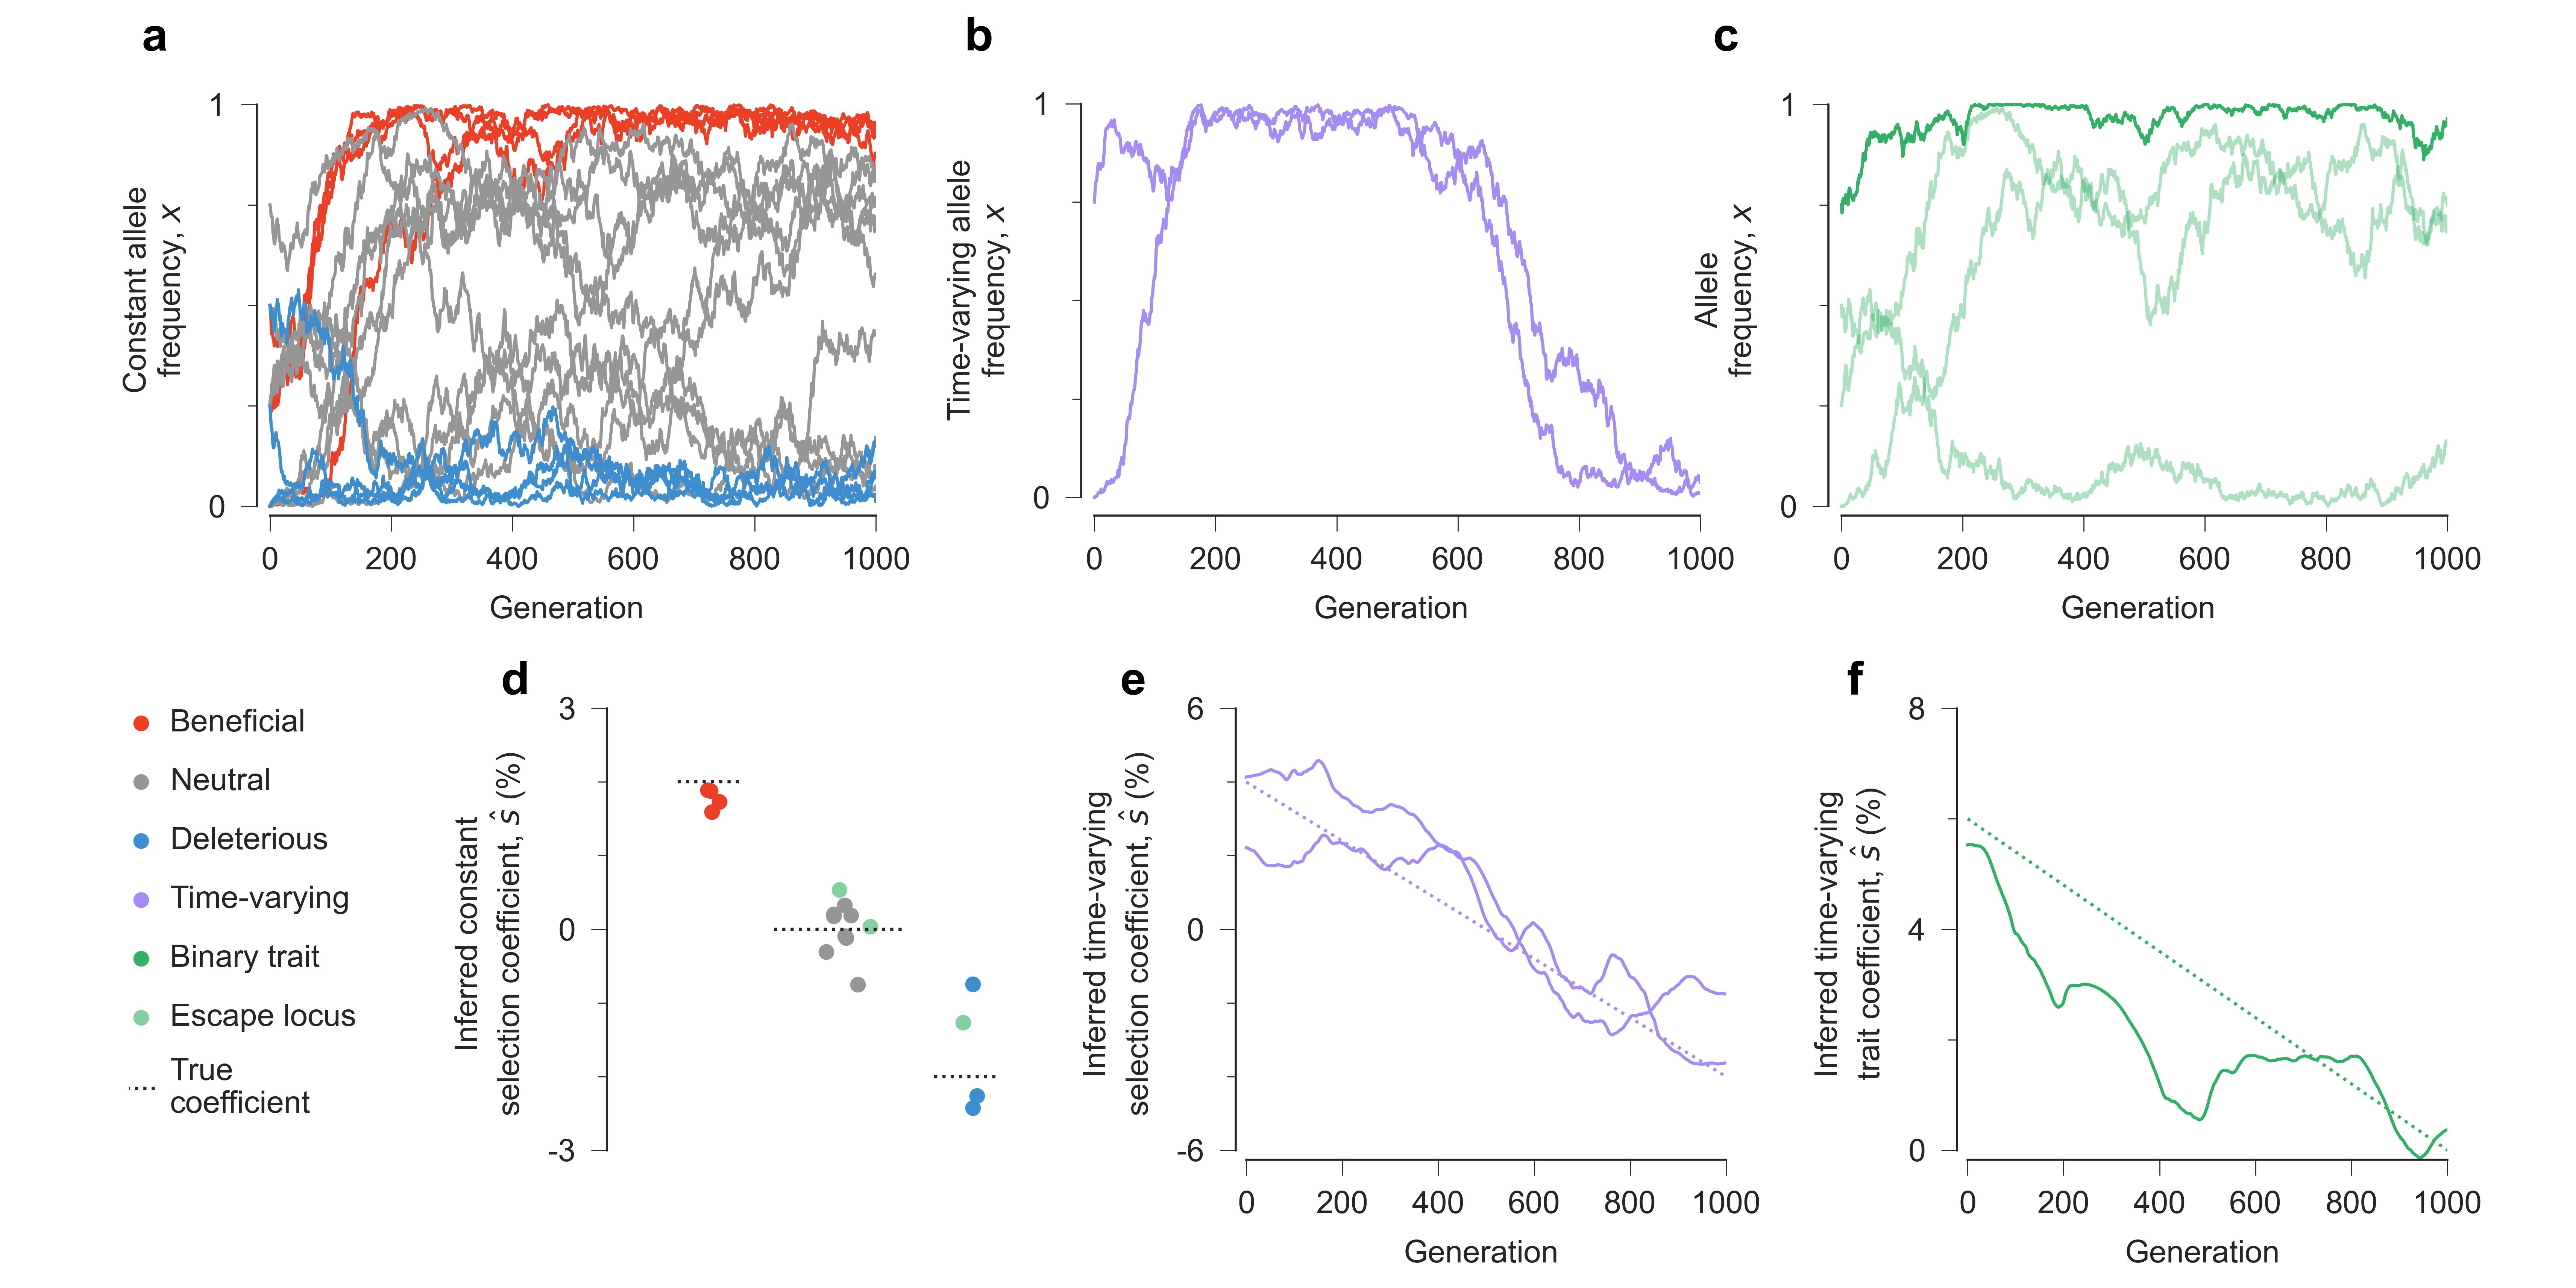 a
1
0
Constant allele
frequency, x
0 200 400 600 800 1000
Generation
b
1
0
Time-varying allele
frequency, x
0 200 400 600 800 1000
Generation
c
1
0
Allele
frequency, x
0 200 400 600 800 1000
Generation
Beneficial
Neutral
Deleterious
Time-varying
Binary trait
Escape locus
True
coefficient
d
3
0
-3
Inferred constant
selection coefficient, ŝ (%)
e
6
0
-6
Inferred time-varying
selection coefficient, ŝ (%)
0 200 400 600 800 1000
Generation
f
8
4
0
Inferred time-varying
trait coefficient, ŝ (%)
0 200 400 600 800 1000
Generation